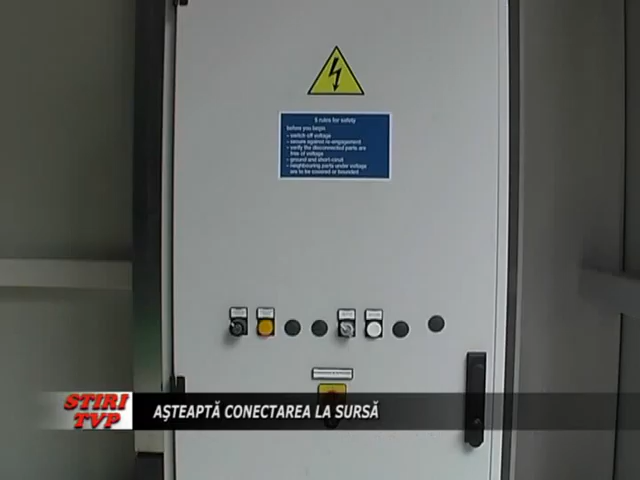 5 rules for safety
before you begin
- switch off voltage
- secure against re-engagement
- verify the disconnected parts are
free of voltage
- ground and short-circuit
- neighbouring parts under voltage
are to be covered or bounded
STIRI
TVP
AȘTEAPTĂ CONECTAREA LA SURSĂ